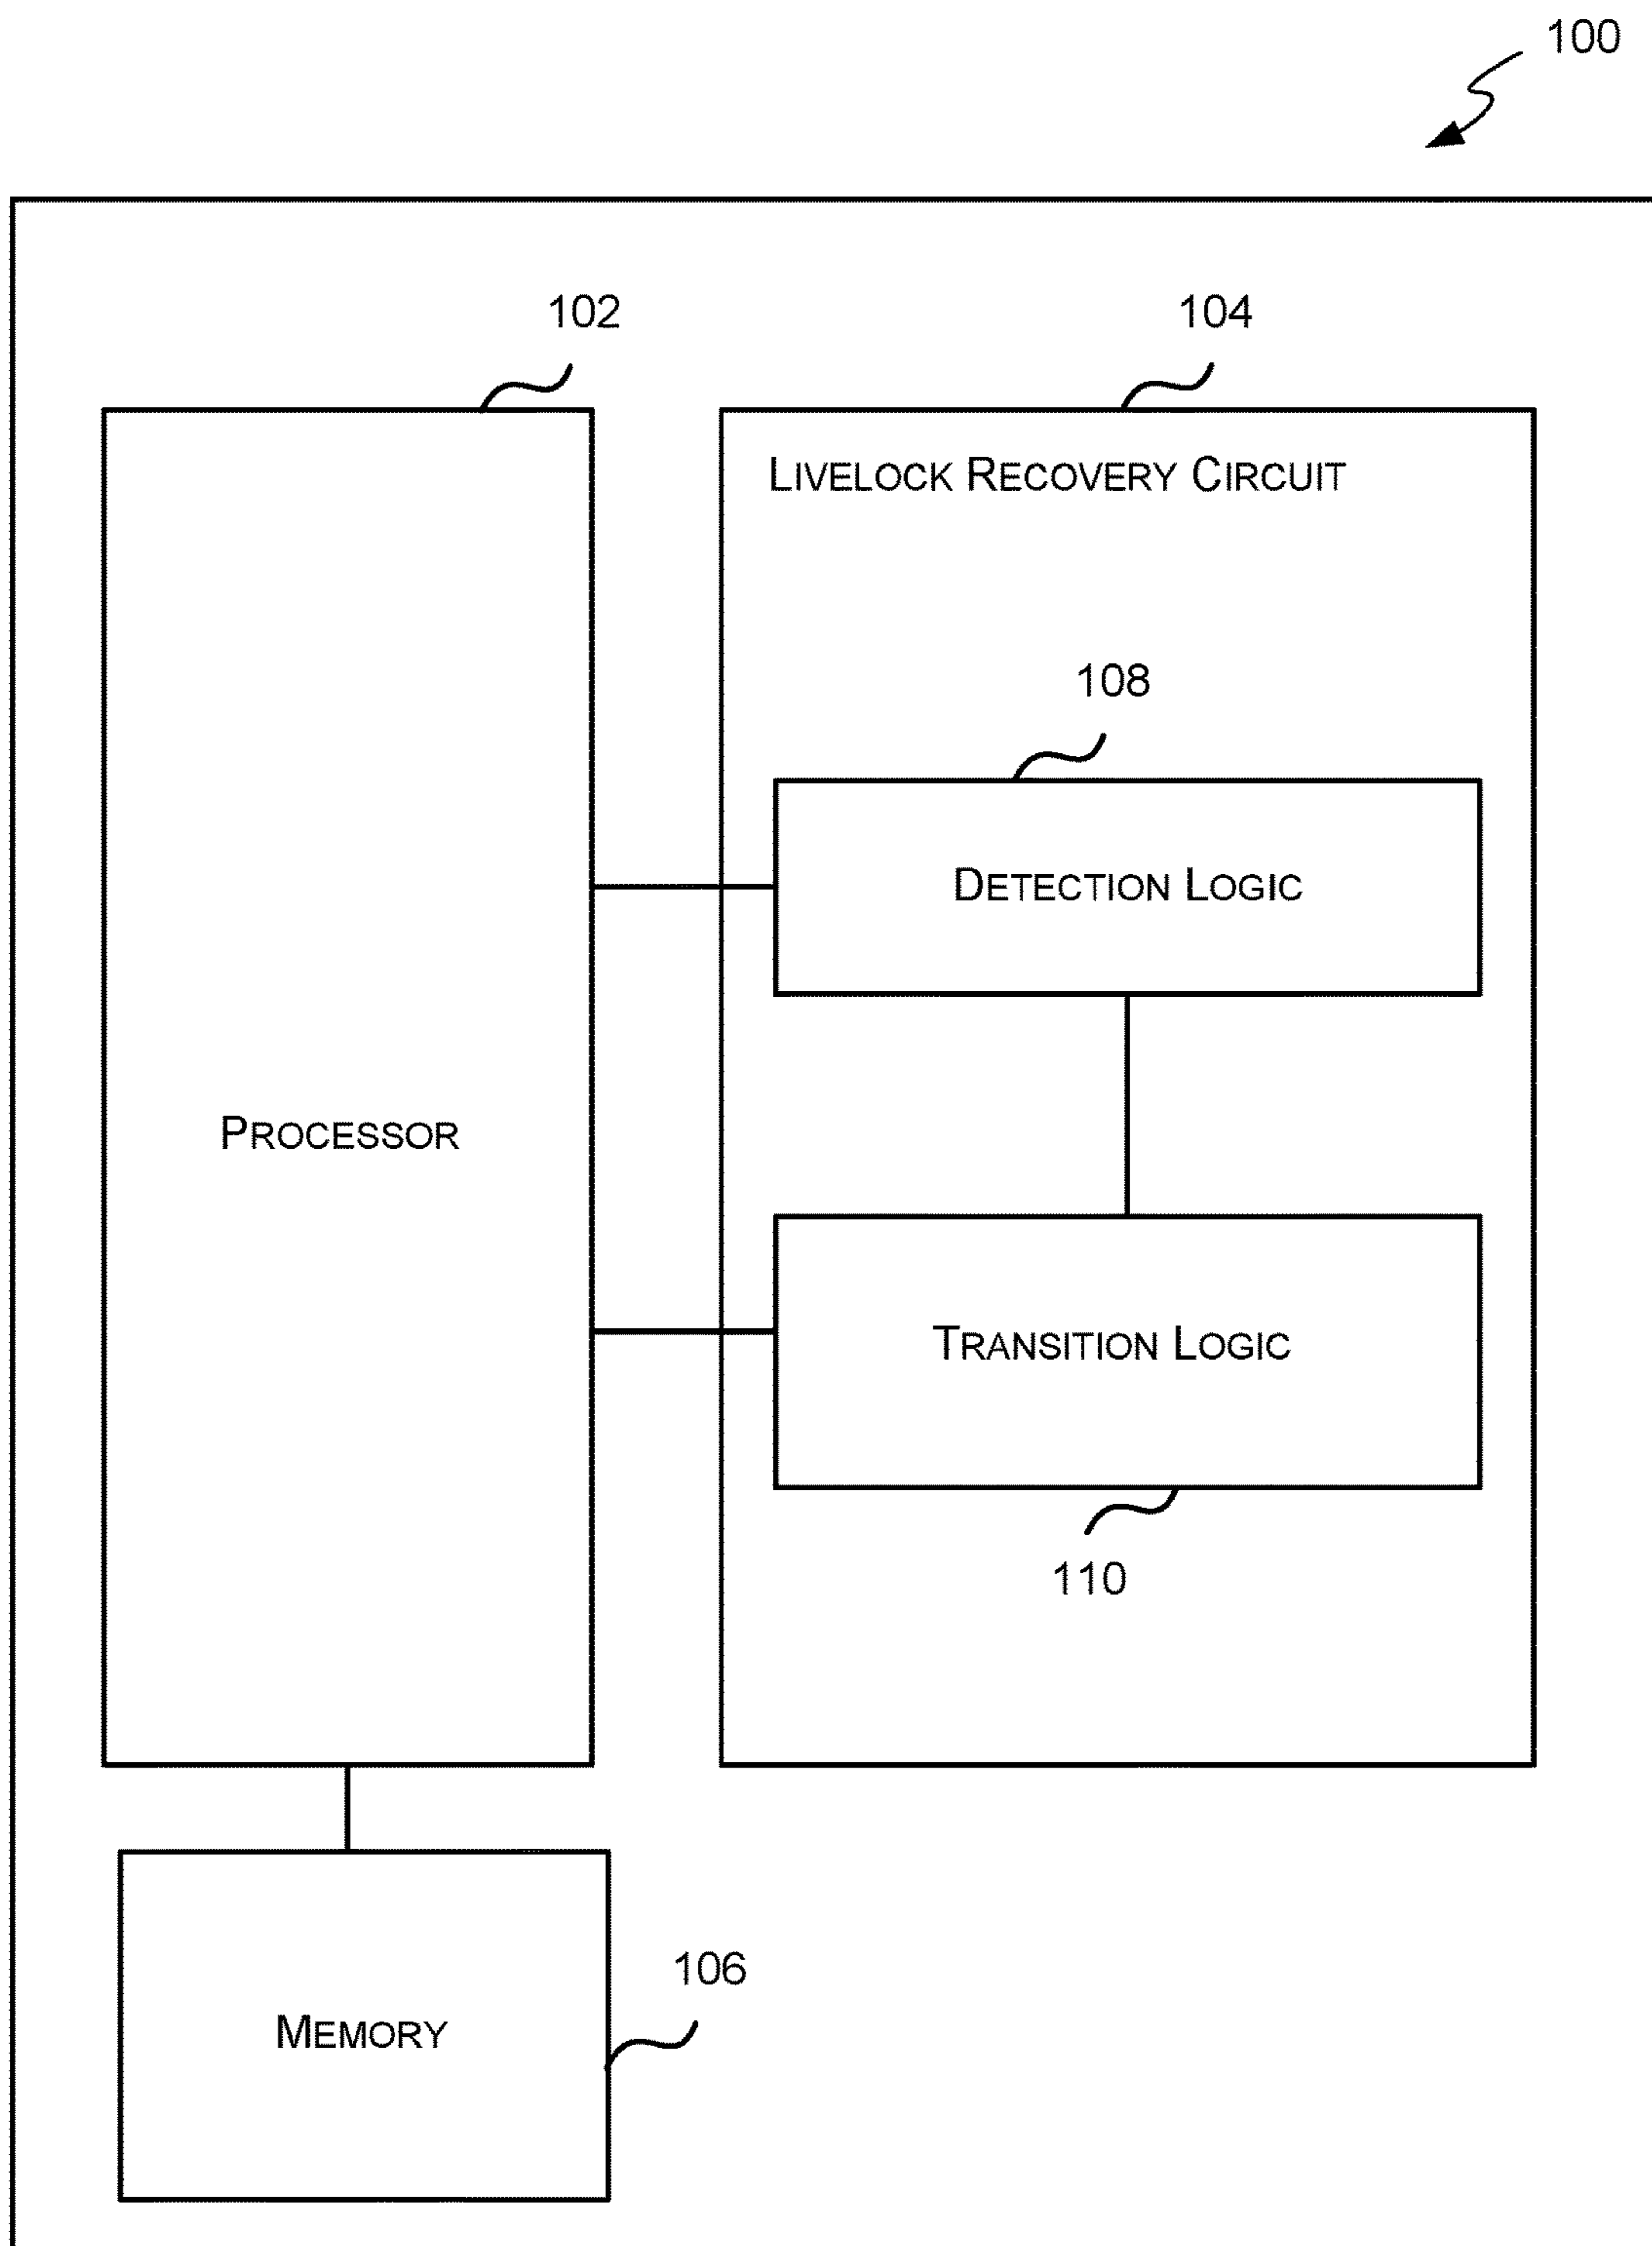 100
102
104
LIVELOCK RECOVERY CIRCUIT
108
DETECTION LOGIC
PROCESSOR
TRANSITION LOGIC
110
106
MEMORY